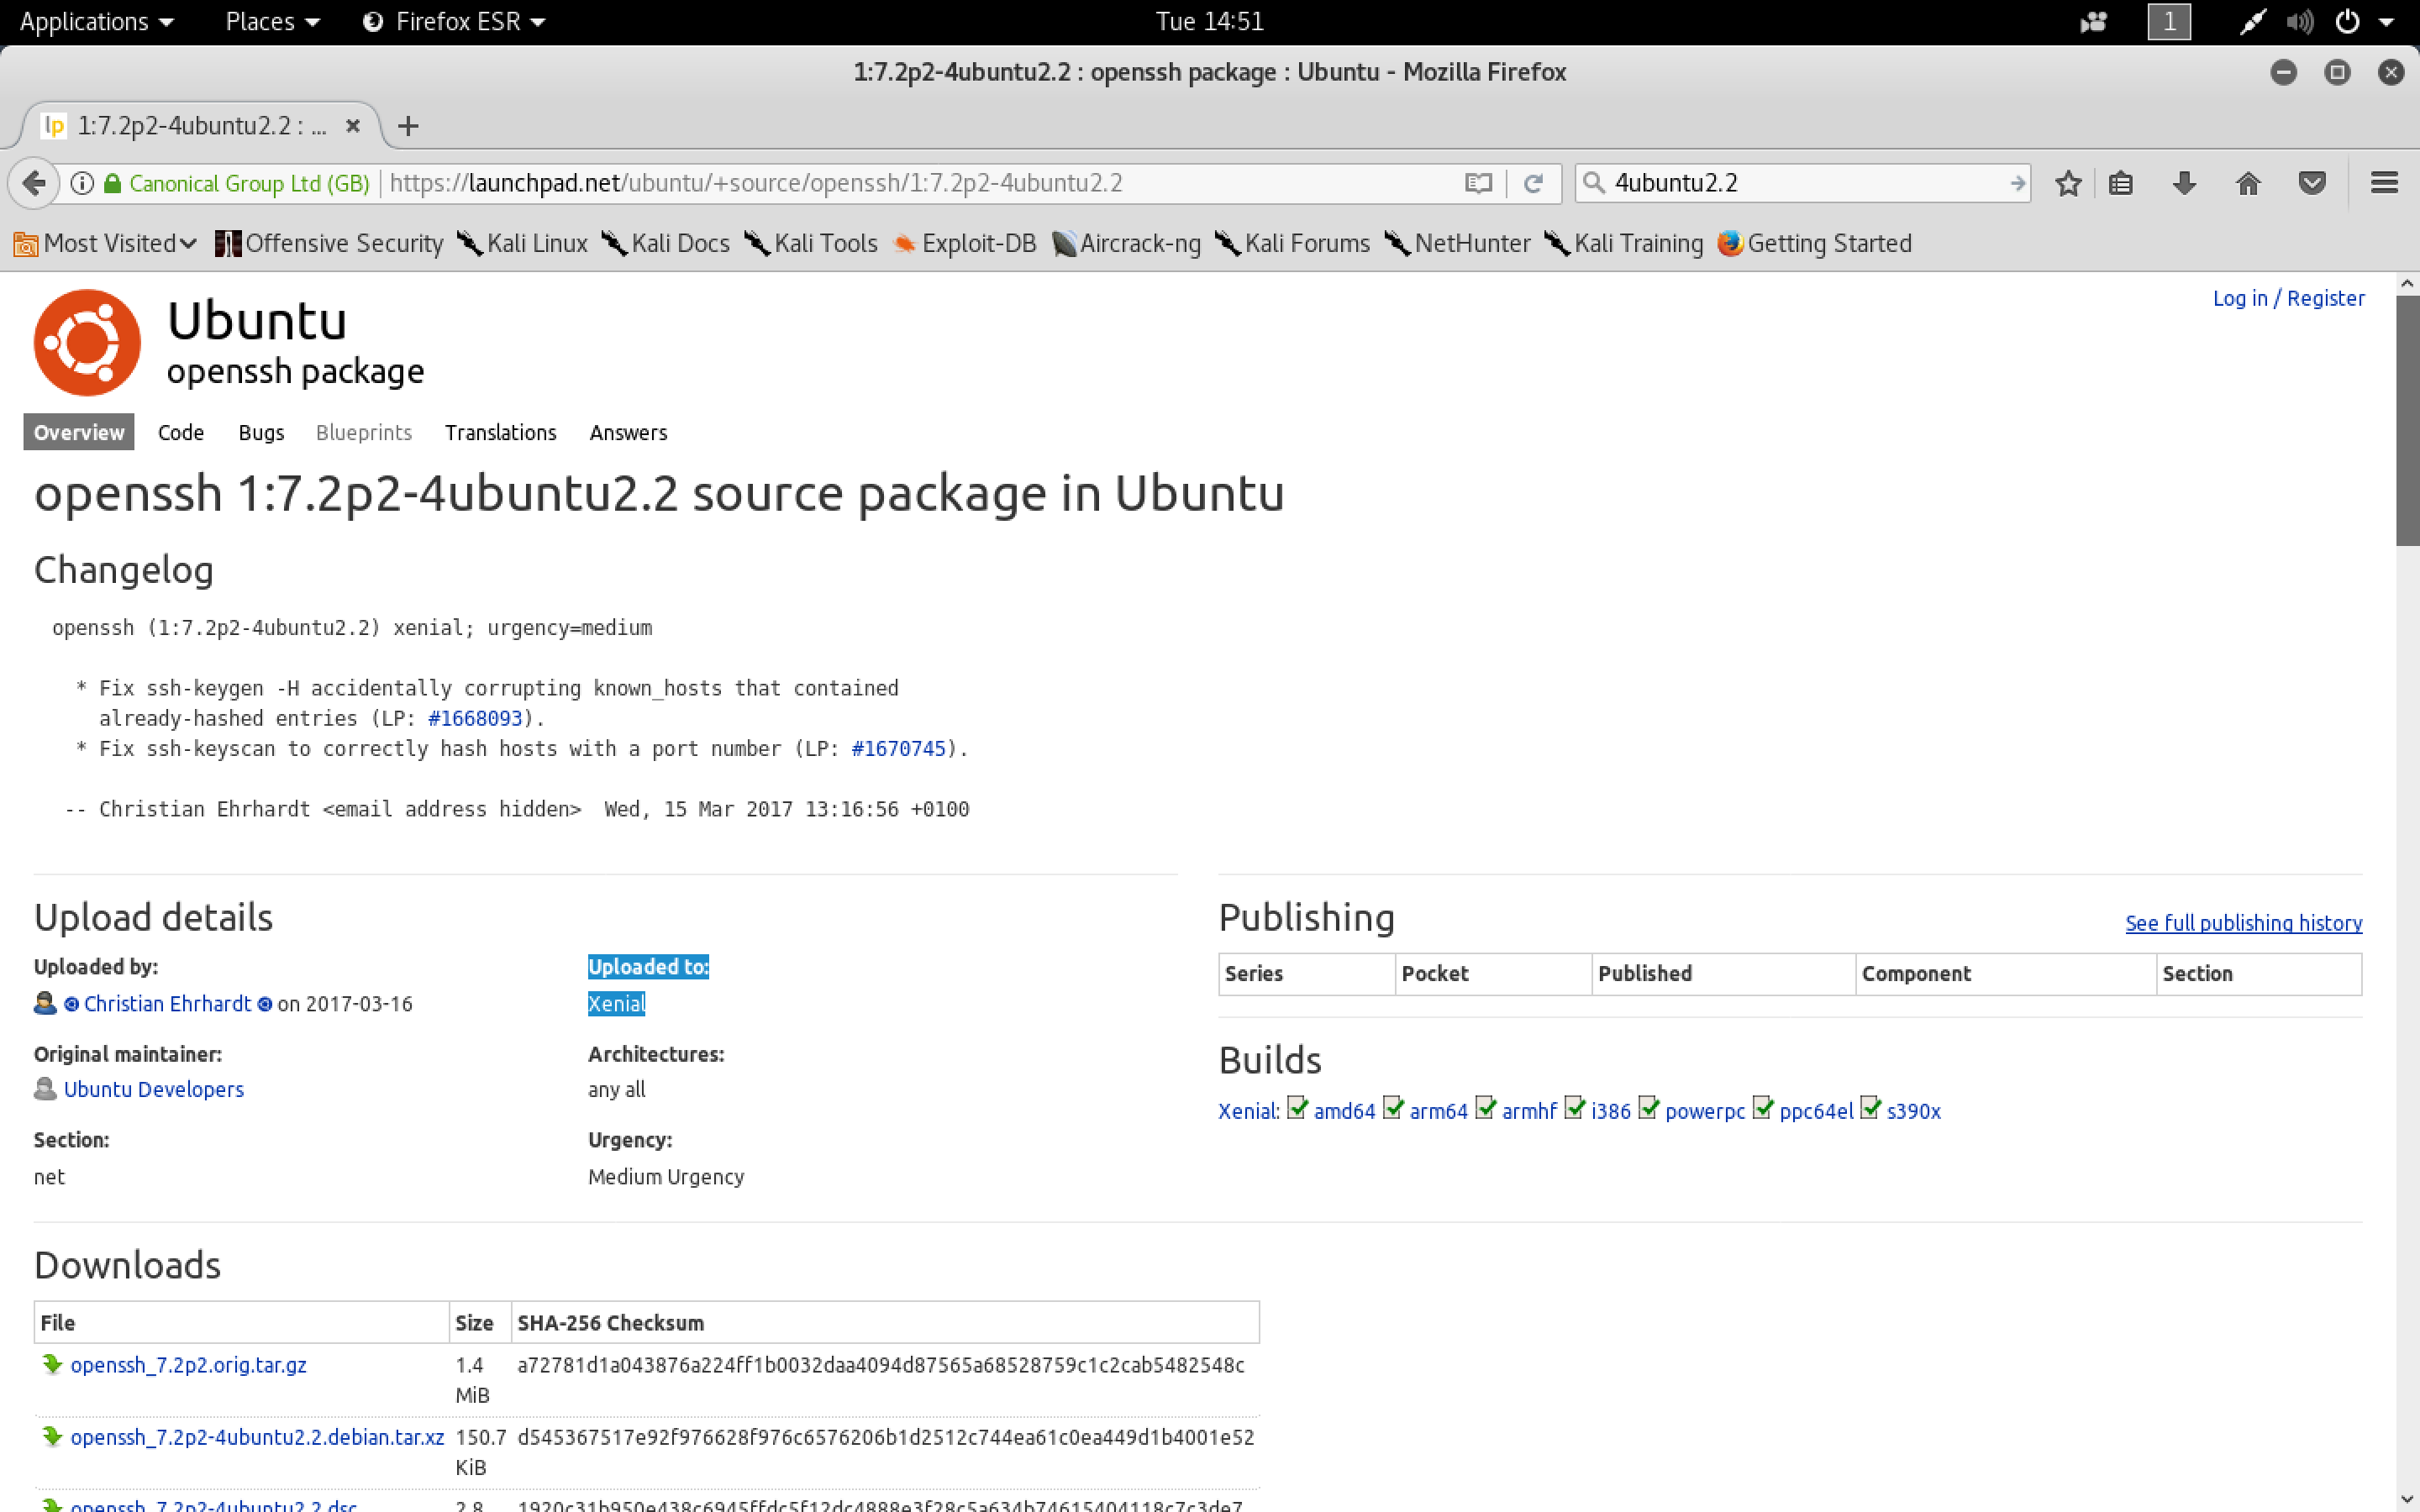 Applications Places Firefox ESR Tue 14:51 1
1:7.2p2-4ubuntu2.2 : openssh package : Ubuntu - Mozilla Firefox
lp 1:7.2p2-4ubuntu2.2 : ...
Canonical Group Ltd (GB) https://launchpad.net/ubuntu/+source/openssh/1:7.2p2-4ubuntu2.2 4ubuntu2.2
Most Visited Offensive Security Kali Linux Kali Docs Kali Tools Exploit-DB Aircrack-ng Kali Forums NetHunter Kali Training Getting Started
Log in / Register
Ubuntu
openssh package
Overview Code Bugs Blueprints Translations Answers
openssh 1:7.2p2-4ubuntu2.2 source package in Ubuntu
Changelog
openssh (1:7.2p2-4ubuntu2.2) xenial; urgency=medium
* Fix ssh-keygen -H accidentally corrupting known_hosts that contained
already-hashed entries (LP: #1668093).
* Fix ssh-keyscan to correctly hash hosts with a port number (LP: #1670745).
-- Christian Ehrhardt <email address hidden>  Wed, 15 Mar 2017 13:16:56 +0100
Upload details
Uploaded by:
Christian Ehrhardt on 2017-03-16
Uploaded to:
Xenial
Original maintainer:
Ubuntu Developers
Architectures:
any all
Section:
net
Urgency:
Medium Urgency
Publishing
See full publishing history
Series Pocket Published Component Section
Builds
Xenial: amd64 arm64 armhf i386 powerpc ppc64el s390x
Downloads
File Size SHA-256 Checksum
openssh_7.2p2.orig.tar.gz 1.4 a72781d1a043876a224ff1b0032daa4094d87565a68528759c1c2cab5482548c
MiB
openssh_7.2p2-4ubuntu2.2.debian.tar.xz 150.7 d545367517e92f976628f976c6576206b1d2512c744ea61c0ea449d1b4001e52
KiB
openssh_7.2p2-4ubuntu2.2.dsc 2.8